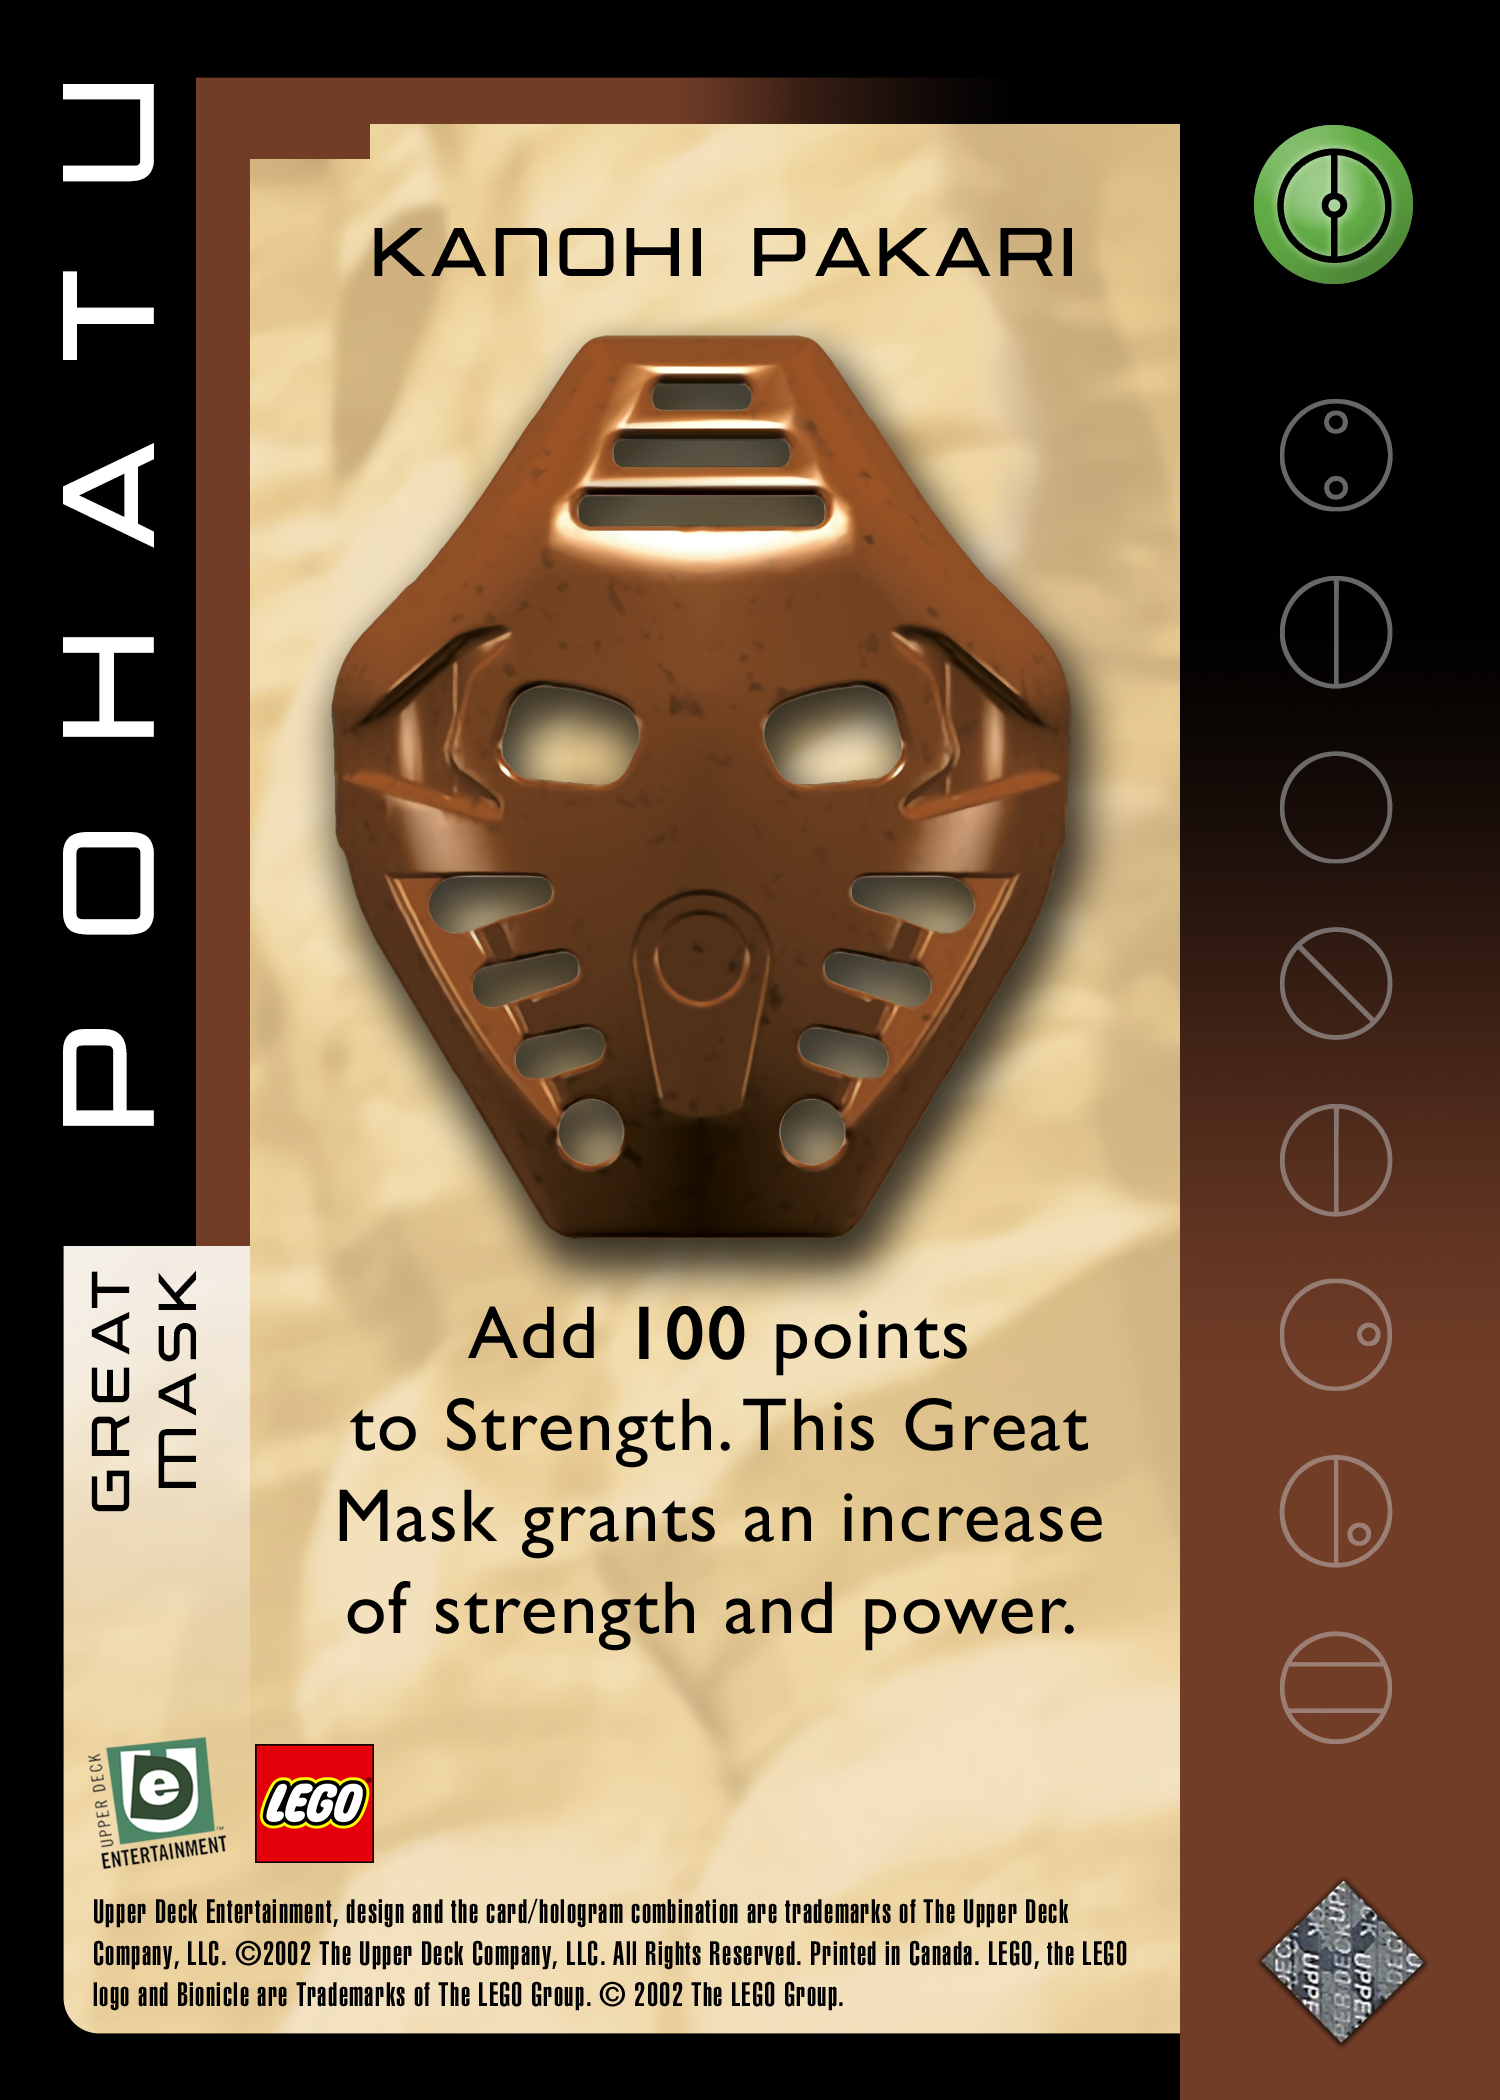 POHATU
KANOHI PAKARI
Add 100 points
to Strength. This Great
Mask grants an increase
of strength and power.
GREAT
MASK
UPPER DECK
e
ENTERTAINMENT
™
LEGO
Upper Deck Entertainment, design and the card/hologram combination are trademarks of The Upper Deck
Company, LLC. ©2002 The Upper Deck Company, LLC. All Rights Reserved. Printed in Canada. LEGO, the LEGO
logo and Bionicle are Trademarks of The LEGO Group. © 2002 The LEGO Group.